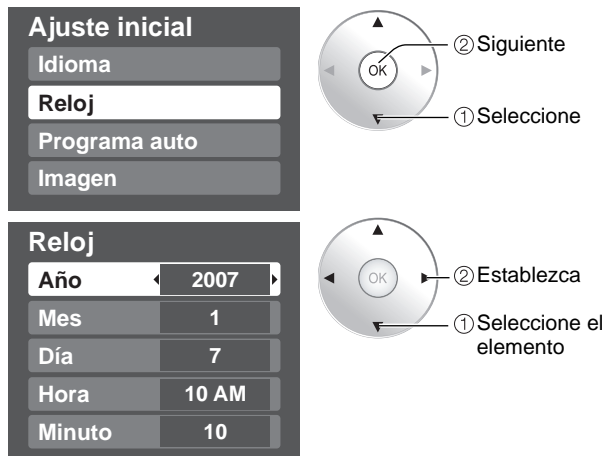 Ajuste inicial
Idioma
Reloj
Programa auto
Imagen
OK
②Siguiente
①Seleccione
Reloj
Año 2007
Mes 1
Día 7
Hora 10 AM
Minuto 10
OK
②Establezca
①Seleccione el
elemento